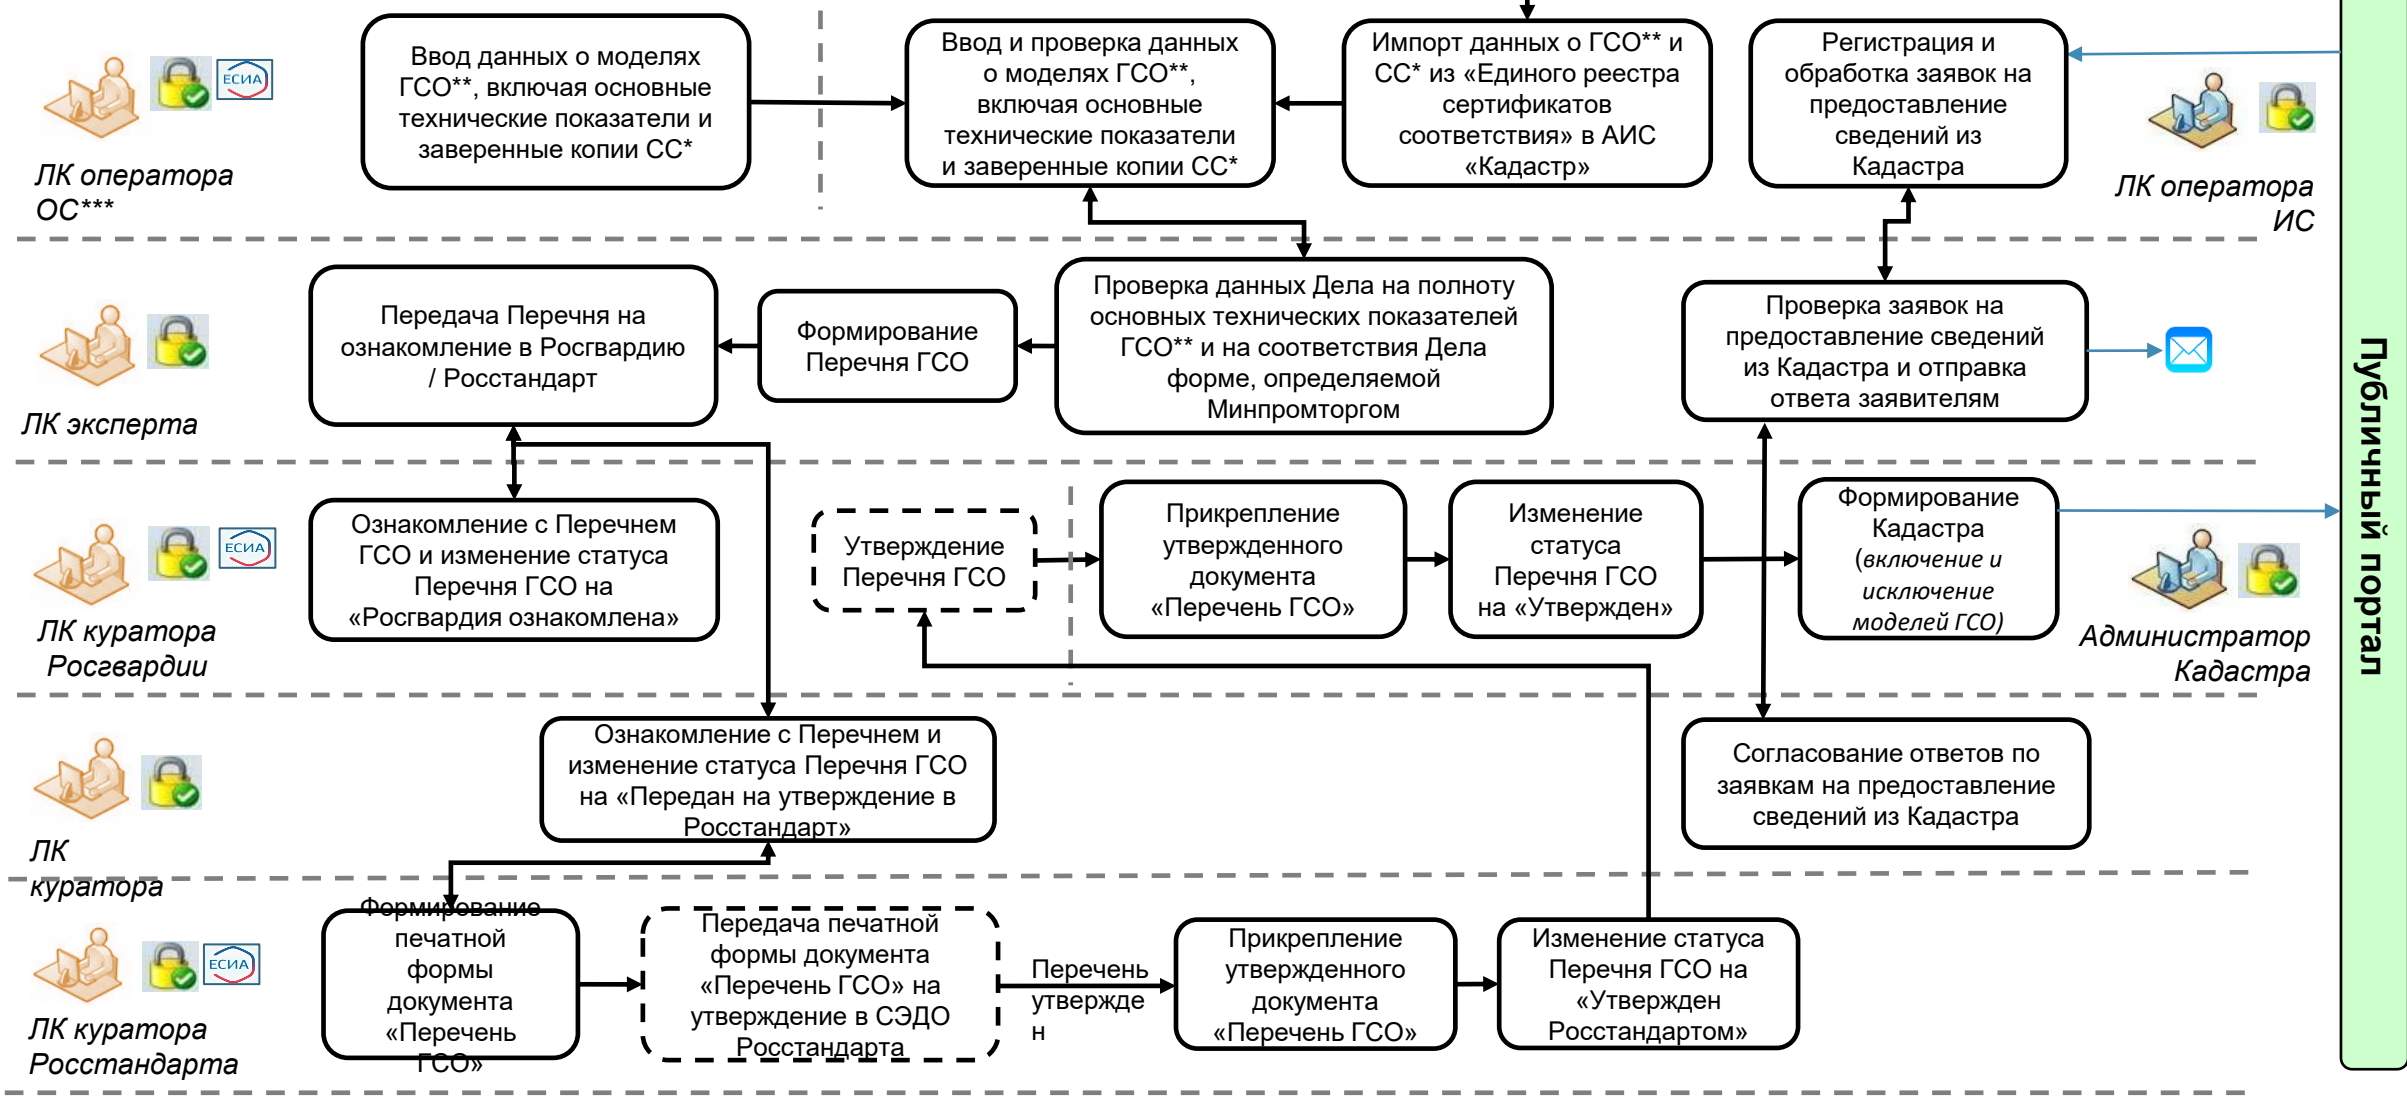 Ввод данных о моделях
ГСО**, включая основные
технические показатели и
заверенные копии СС*
Ввод и проверка данных
о моделях ГСО**,
включая основные
технические показатели
и заверенные копии СС*
Импорт данных о ГСО** и
СС* из «Единого реестра
сертификатов
соответствия» в АИС
«Кадастр»
Регистрация и
обработка заявок на
предоставление
сведений из
Кадастра
ЕСИА
ЛК оператора
ОС***
ЛК оператора
ИС
Передача Перечня на
ознакомление в Росгвардию
/ Росстандарт
Формирование
Перечня ГСО
Проверка данных Дела на полноту
основных технических показателей
ГСО** и на соответствия Дела
форме, определяемой
Минпромторгом
Проверка заявок на
предоставление сведений
из Кадастра и отправка
ответа заявителям
ЛК эксперта
Публичный портал
Ознакомление с Перечнем
ГСО и изменение статуса
Перечня ГСО на
«Росгвардия ознакомлена»
Утверждение
Перечня ГСО
Прикрепление
утвержденного
документа
«Перечень ГСО»
Изменение
статуса
Перечня ГСО
на «Утвержден»
Формирование
Кадастра
(включение и
исключение
моделей ГСО)
ЕСИА
ЛК куратора
Росгвардии
Администратор
Кадастра
Ознакомление с Перечнем и
изменение статуса Перечня ГСО
на «Передан на утверждение в
Росстандарт»
Согласование ответов по
заявкам на предоставление
сведений из Кадастра
ЛК
куратора
Формирование
печатной
формы
документа
«Перечень
ГСО»
Передача печатной
формы документа
«Перечень ГСО» на
утверждение в СЭДО
Росстандарта
Перечень
утвержде
н
Прикрепление
утвержденного
документа
«Перечень ГСО»
Изменение статуса
Перечня ГСО на
«Утвержден
Росстандартом»
ЕСИА
ЛК куратора
Росстандарта